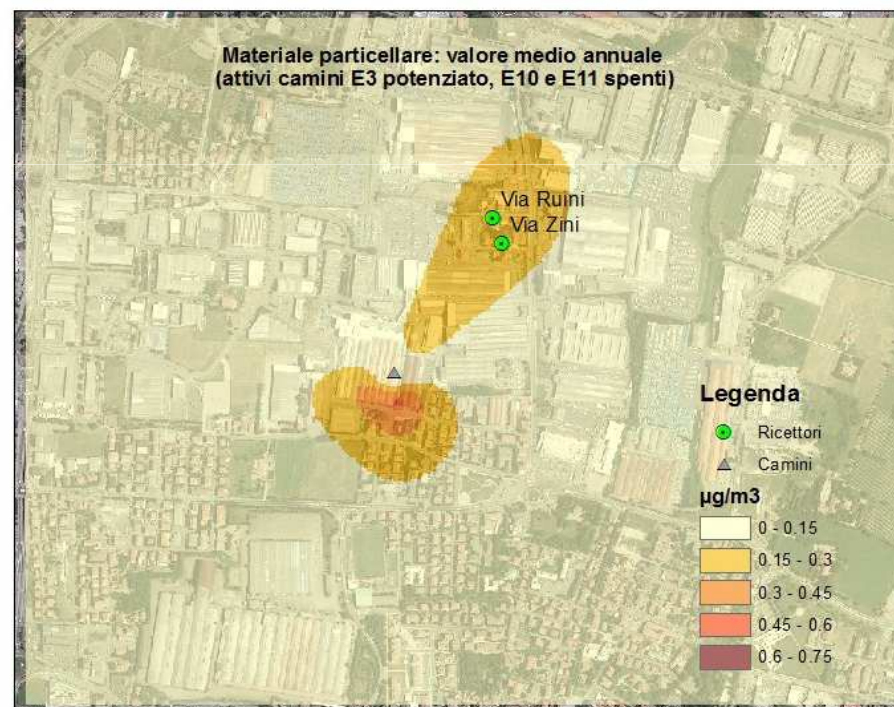 Materiale particellare: valore medio annuale
(attivi camini E3 potenziato, E10 e E11 spenti)
Via Ruini
Via Zini
Legenda
Ricettori
Camini
µg/m3
0 - 0.15
0.15 - 0.3
0.3 - 0.45
0.45 - 0.6
0.6 - 0.75